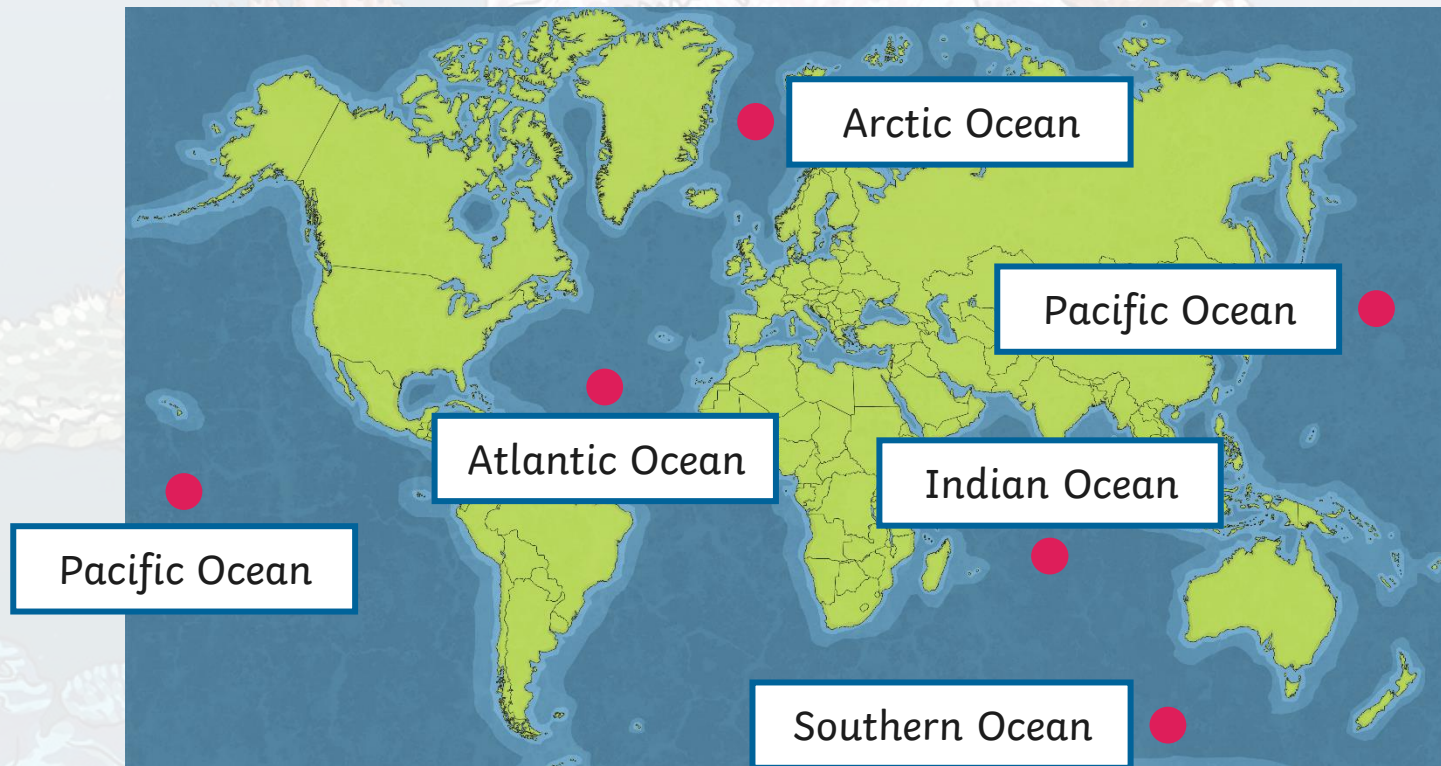 Arctic Ocean
Pacific Ocean
Atlantic Ocean
Indian Ocean
Pacific Ocean
Southern Ocean